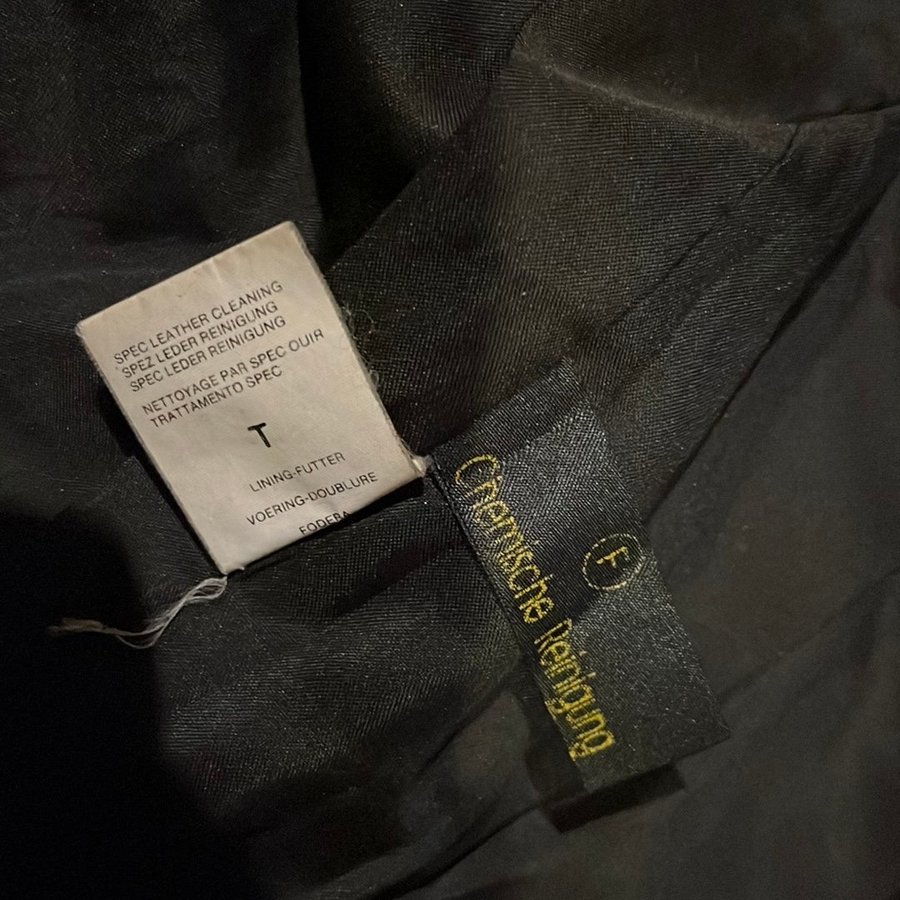 SPEC LEATHER CLEANING
SPEZ LEDER REINIGUNG
SPEC LEDER REINIGUNG
NETTOYAGE PAR SPEC OUIR
TRATTAMENTO SPEC
T
LINING-FUTTER
VOERING-DOUBLURE
FODERA
F
Chemische Reinigung